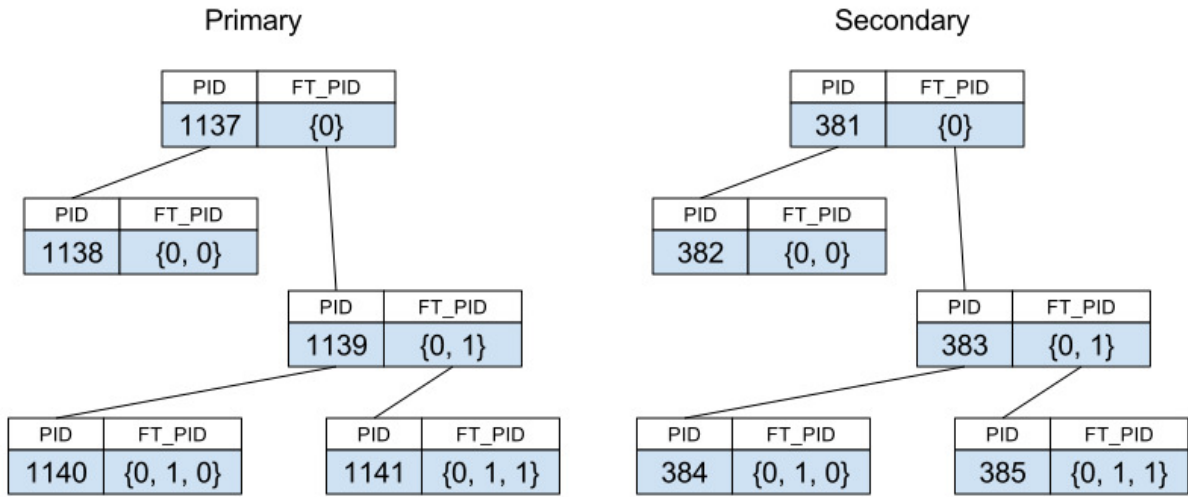 Primary
PID FT_PID
1137 {0}
PID FT_PID
1138 {0, 0}
PID FT_PID
1139 {0, 1}
PID FT_PID
1140 {0, 1, 0}
PID FT_PID
1141 {0, 1, 1}
Secondary
PID FT_PID
381 {0}
PID FT_PID
382 {0, 0}
PID FT_PID
383 {0, 1}
PID FT_PID
384 {0, 1, 0}
PID FT_PID
385 {0, 1, 1}